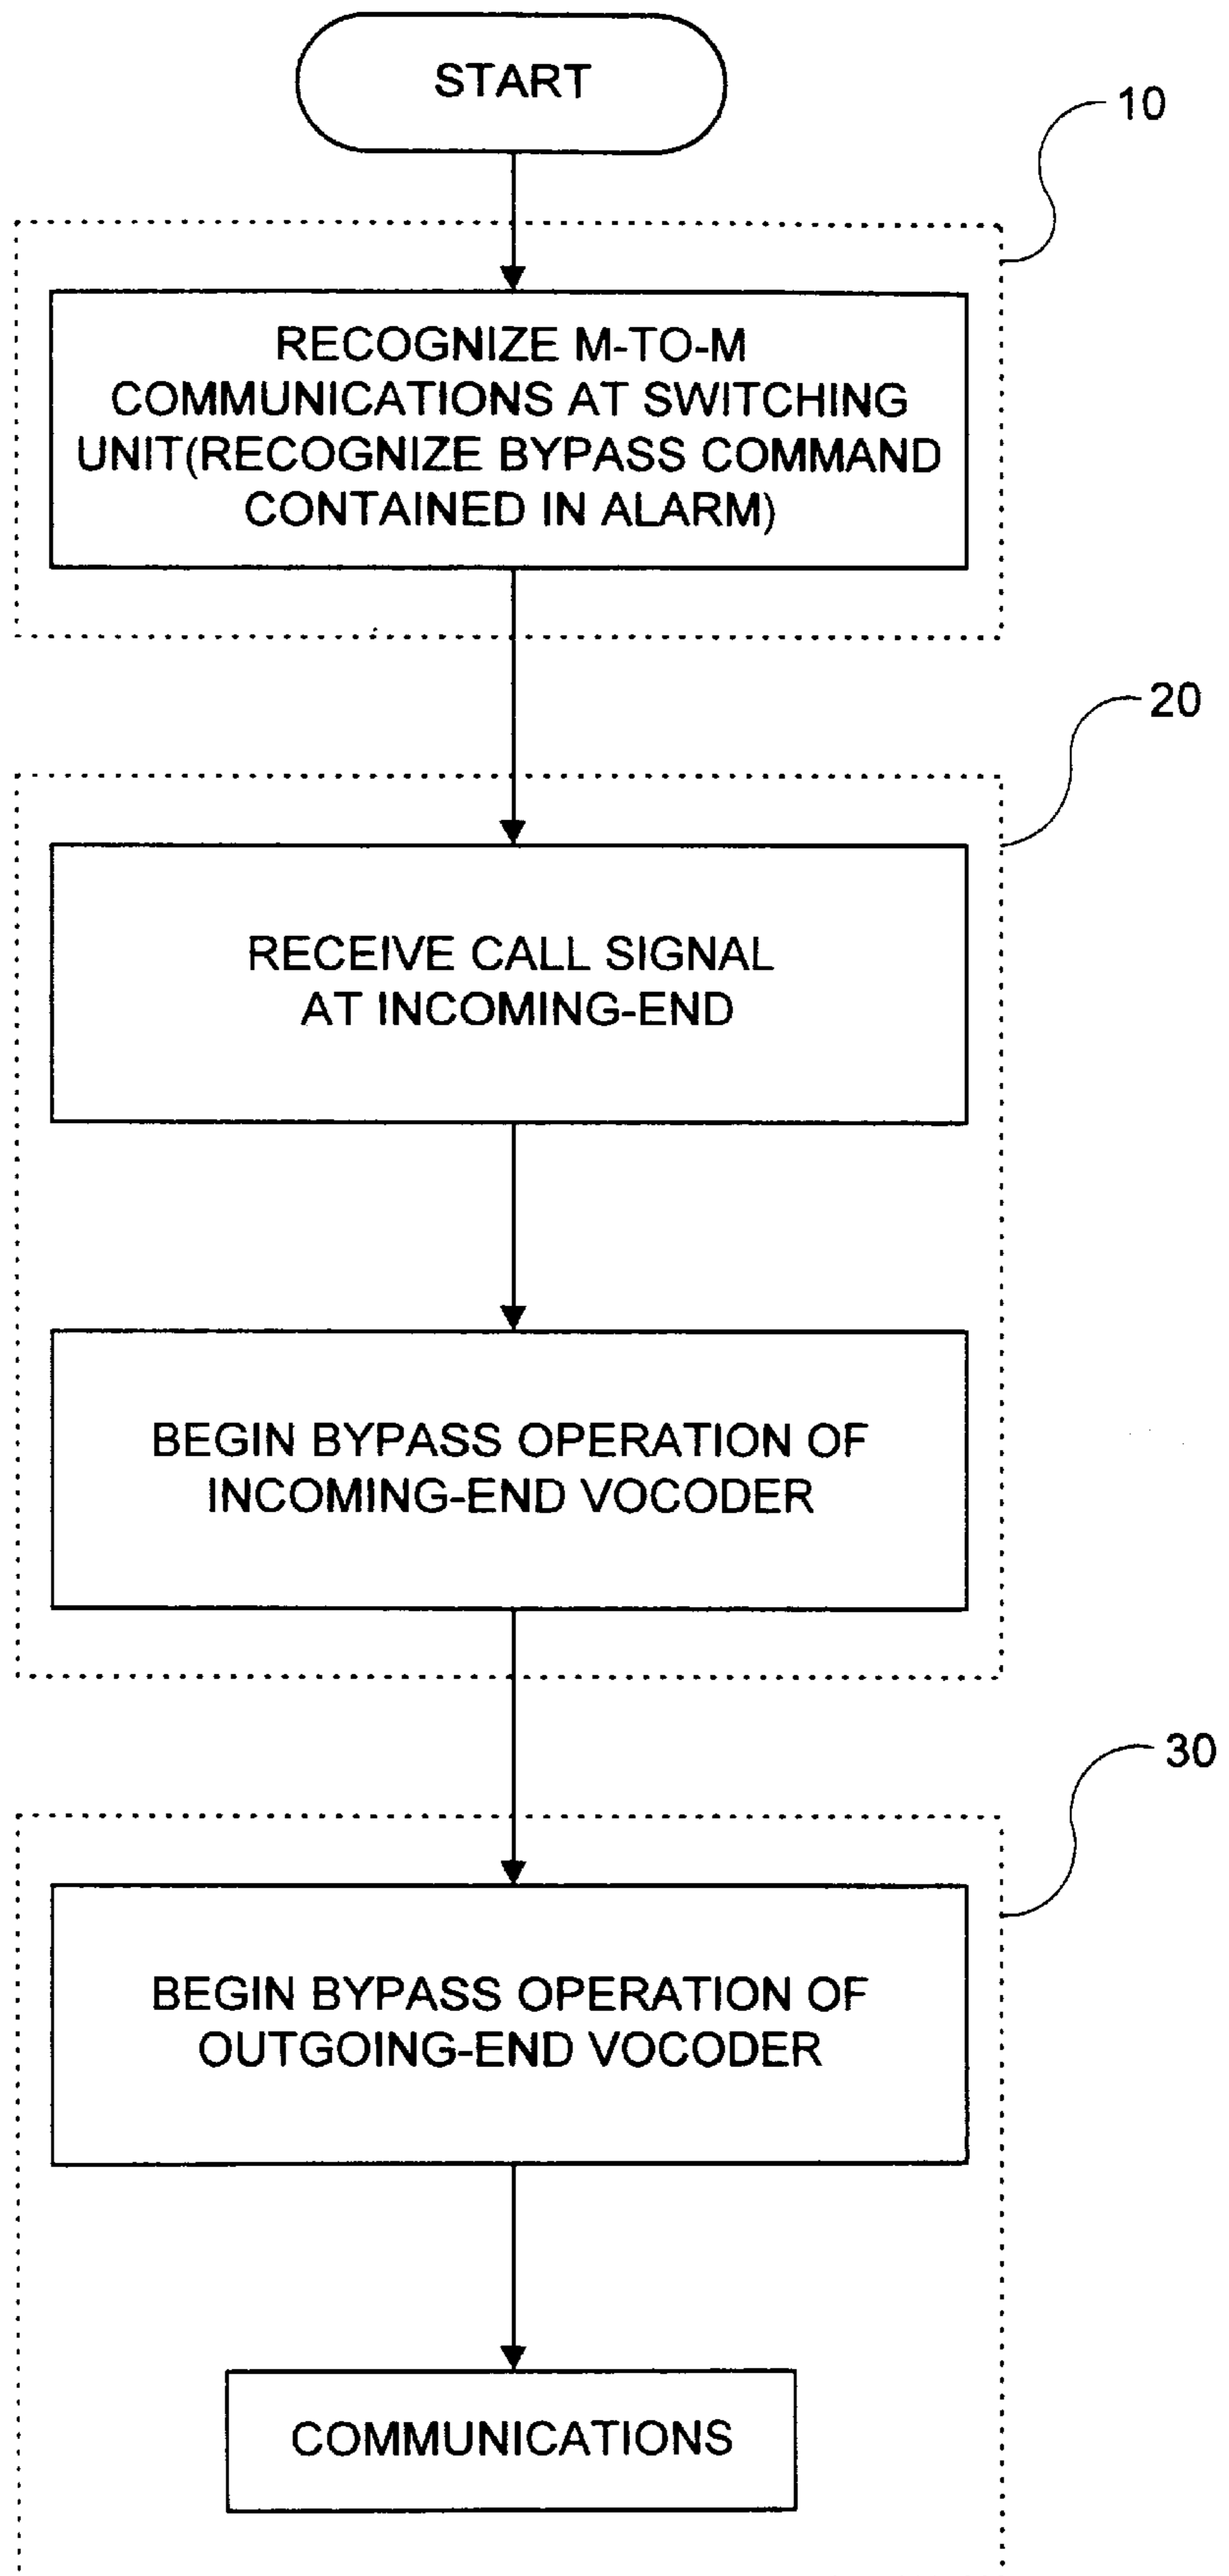 START
10
RECOGNIZE M-TO-M
COMMUNICATIONS AT SWITCHING
UNIT(RECOGNIZE BYPASS COMMAND
CONTAINED IN ALARM)
20
RECEIVE CALL SIGNAL
AT INCOMING-END
BEGIN BYPASS OPERATION OF
INCOMING-END VOCODER
30
BEGIN BYPASS OPERATION OF
OUTGOING-END VOCODER
COMMUNICATIONS